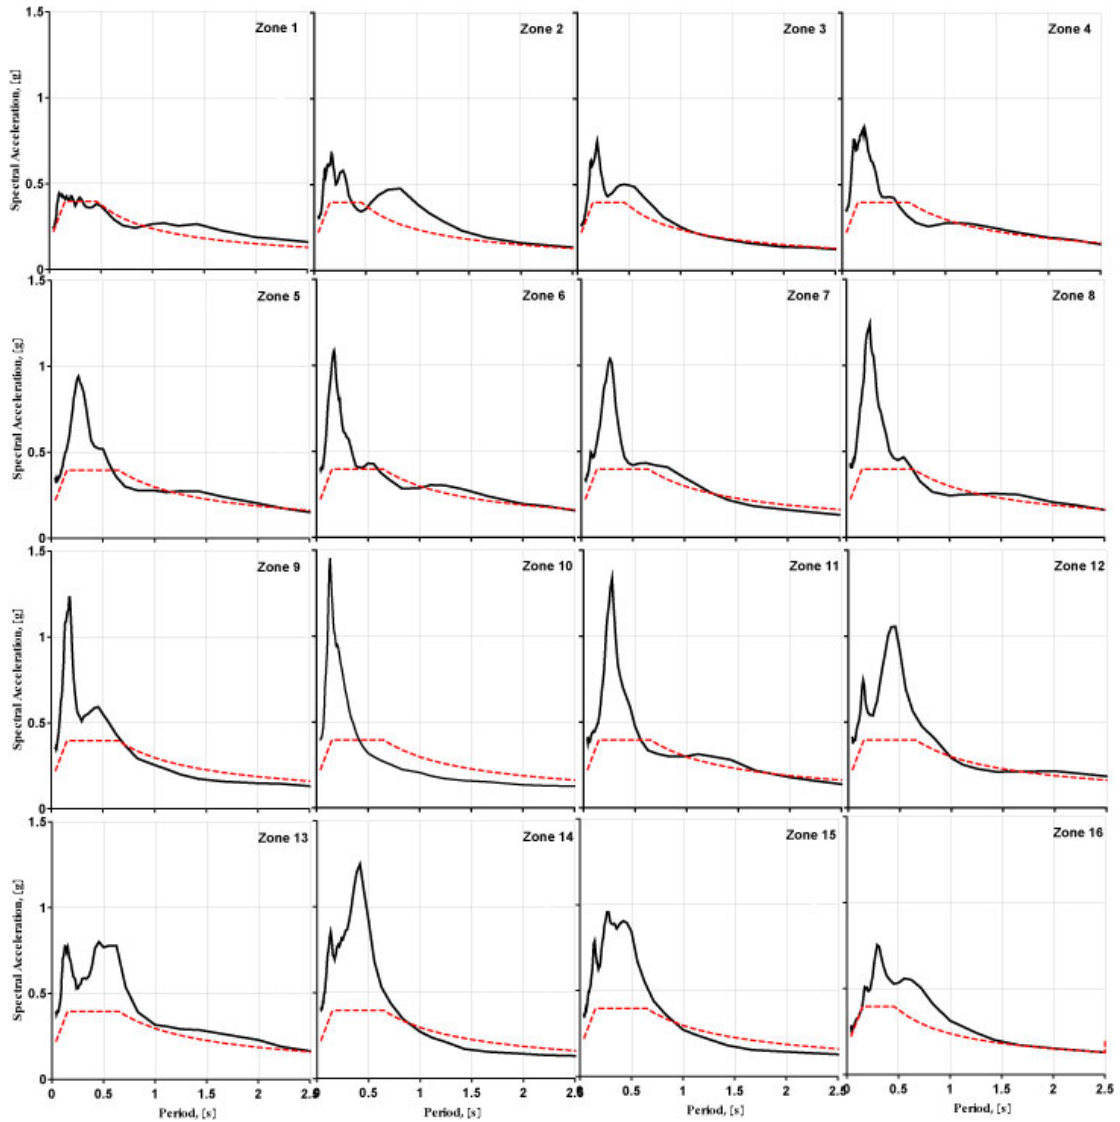 1.5
Zone 1
Zone 2
Zone 3
Zone 4
Spectral Acceleration, [g]
1
0.5
0
1.5
Zone 5
Zone 6
Zone 7
Zone 8
Spectral Acceleration, [g]
1
0.5
0
1.5
Zone 9
Zone 10
Zone 11
Zone 12
Spectral Acceleration, [g]
1
0.5
0
1.5
Zone 13
Zone 14
Zone 15
Zone 16
Spectral Acceleration, [g]
1
0.5
0
0 0.5 1 1.5 2 2.5
0.5 1 1.5 2 2.5
0.5 1 1.5 2 2.5
0 0.5 1 1.5 2 2.5
Period, [s]
Period, [s]
Period, [s]
Period, [s]